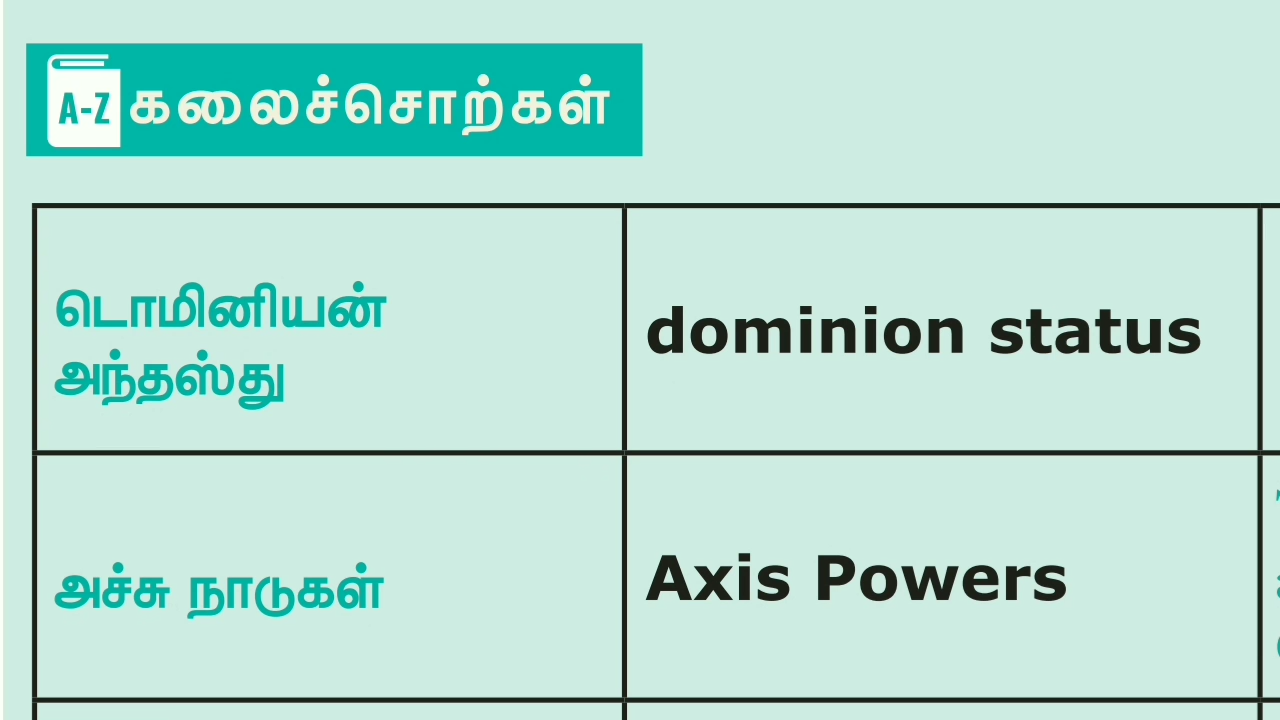 A-Z கலைச்சொற்கள்
டொமினியன்
அந்தஸ்து
dominion status
அச்சு நாடுகள்
Axis Powers